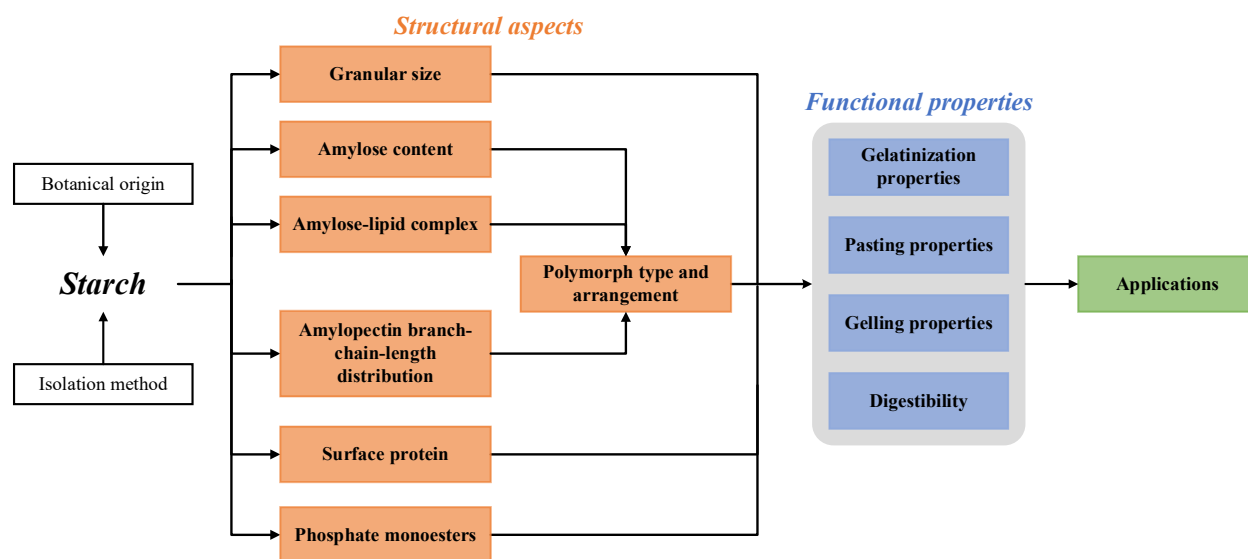 Structural aspects
Granular size
Functional properties
Amylose content
Gelatinization
properties
Botanical origin
Amylose-lipid complex
Pasting properties
Starch
Polymorph type and
arrangement
Applications
Amylopectin branch-
chain-length
distribution
Gelling properties
Isolation method
Digestibility
Surface protein
Phosphate monoesters